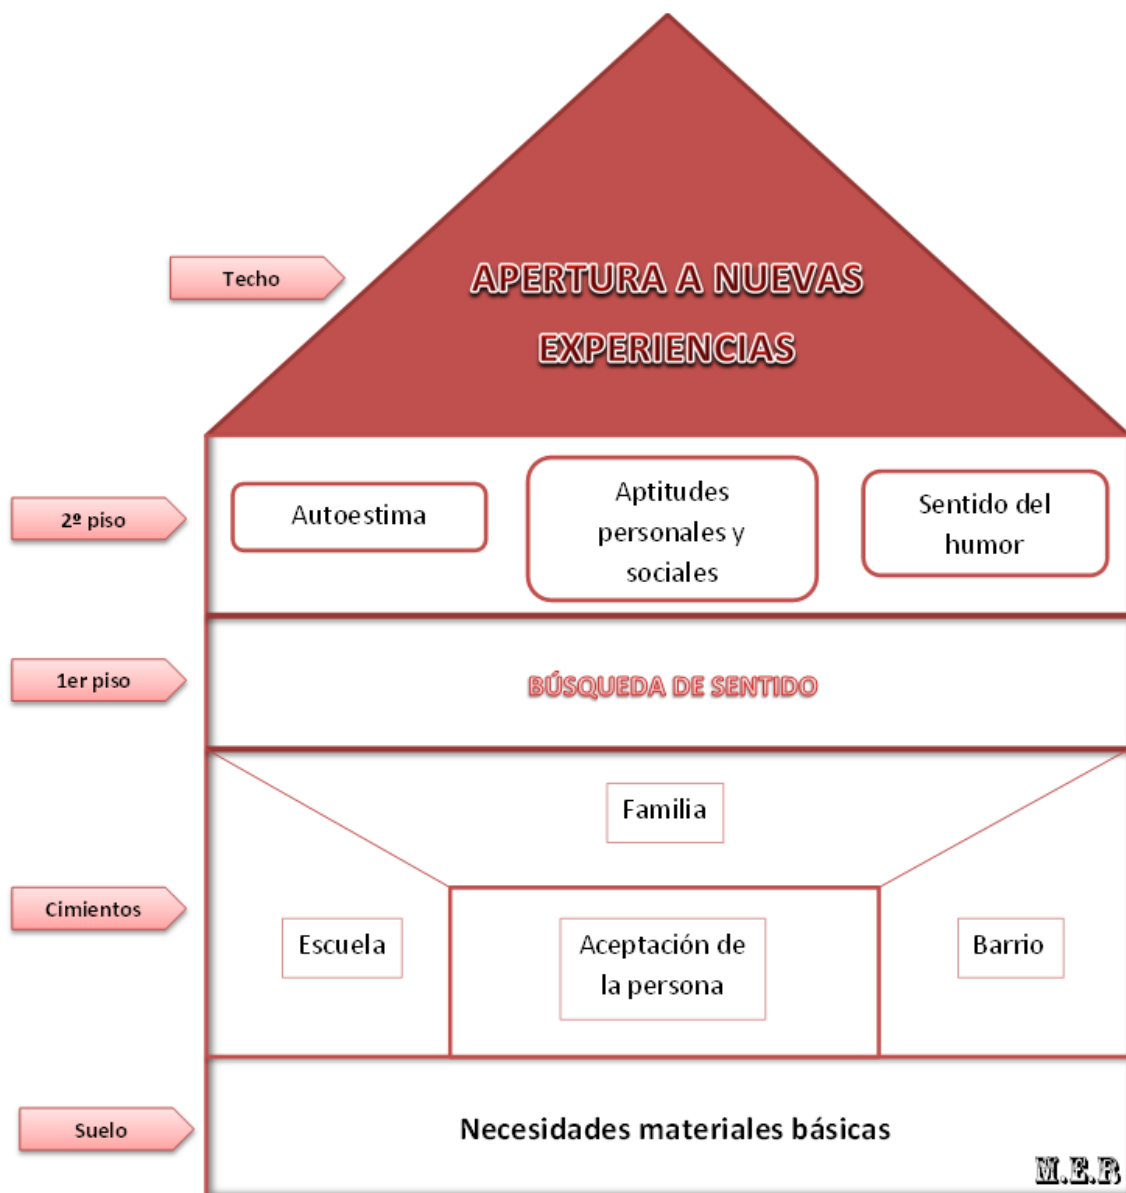 Techo
APERTURA A NUEVAS
EXPERIENCIAS
2º piso
Autoestima
Aptitudes
personales y
sociales
Sentido del
humor
1er piso
BÚSQUEDA DE SENTIDO
Familia
Cimientos
Escuela
Aceptación de
la persona
Barrio
Suelo
Necesidades materiales básicas
M.E.R